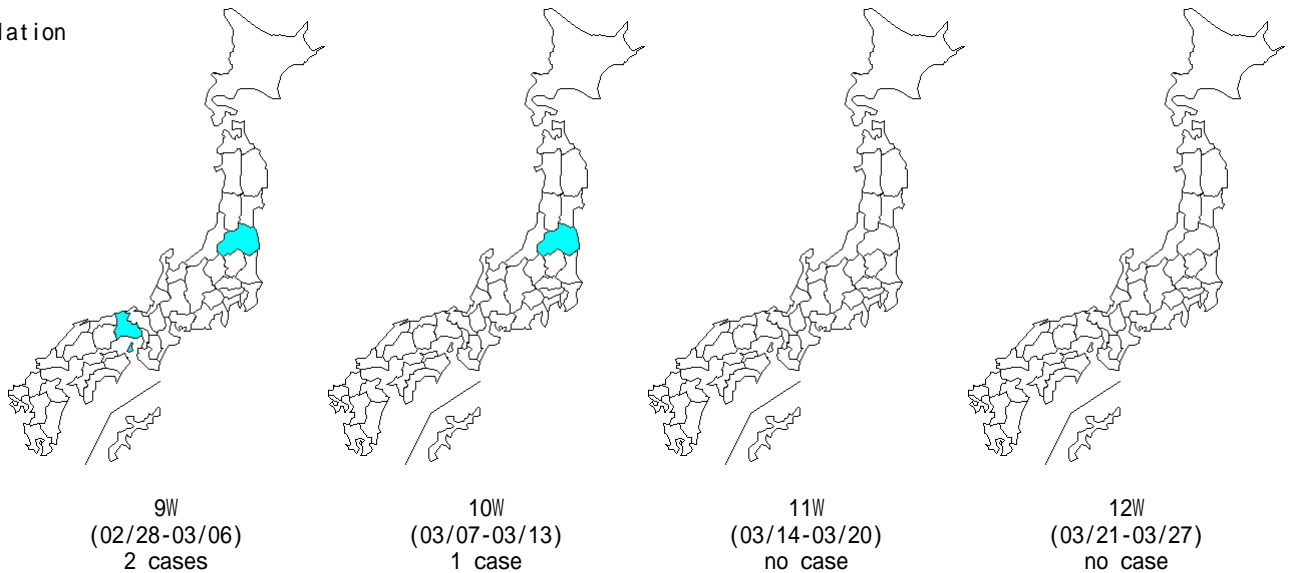 lation
9W
(02/28-03/06)
2 cases
10W
(03/07-03/13)
1 case
11W
(03/14-03/20)
no case
12W
(03/21-03/27)
no case